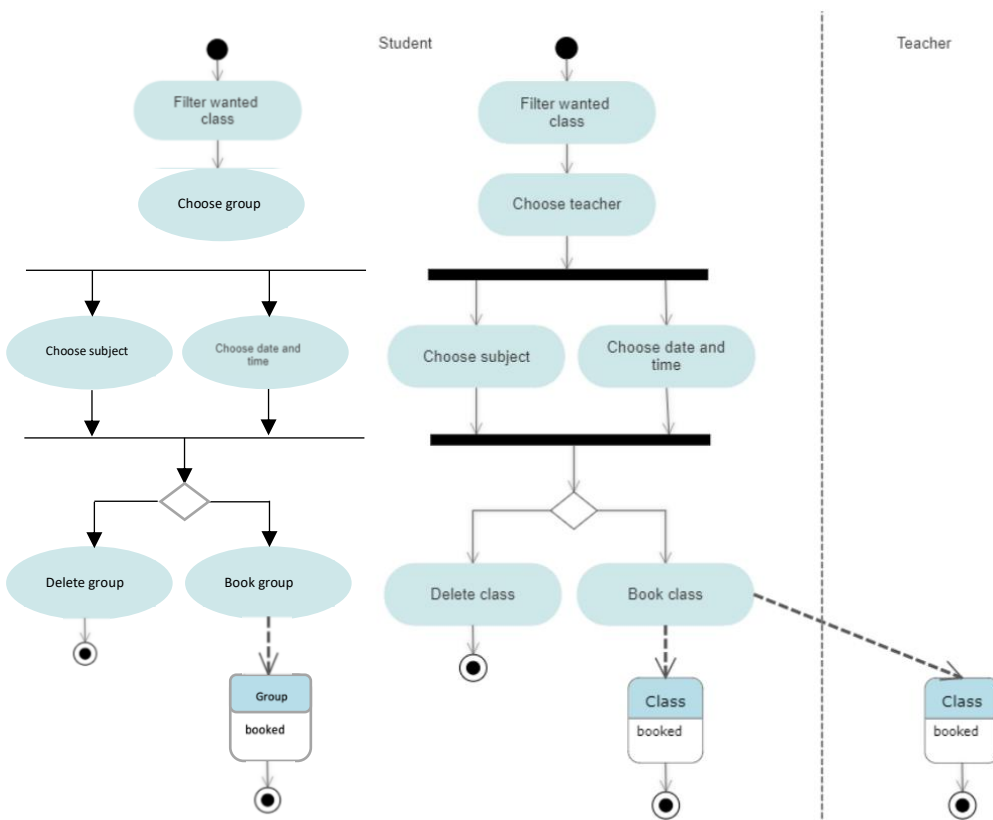 Student
Teacher
Filter wanted
class
Choose group
Choose subject
Choose date and
time
Delete group
Book group
Group
booked
Filter wanted
class
Choose teacher
Choose subject
Choose date and
time
Delete class
Book class
Class
booked
Class
booked